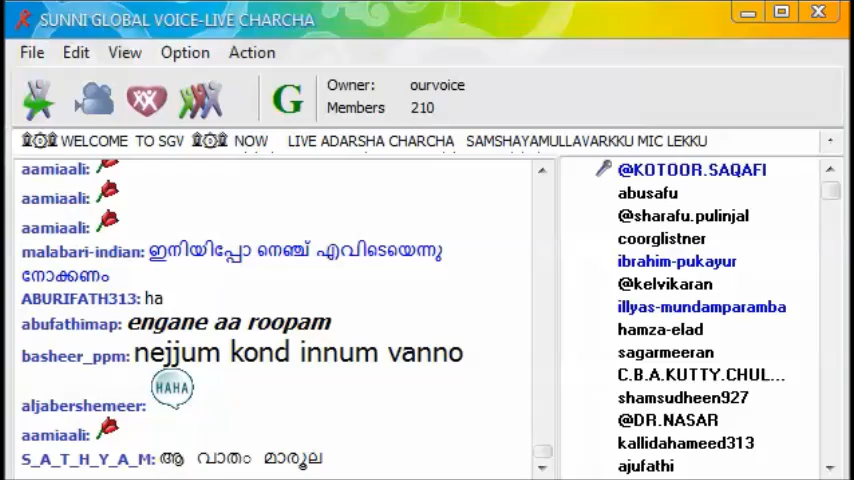 SUNNI GLOBAL VOICE-LIVE CHARCHA
File Edit View Option Action
G
Owner: ourvoice
Members 210
WELCOME TO SGV NOW LIVE ADARSHA CHARCHA SAMSHAYAMULLAVARKKU MIC LEKKU
aamiaali:
aamiaali:
aamiaali:
malabari-indian: ഇനിയിപ്പോ നെഞ്ച് എവിടെയെന്നു
നോക്കണം
ABURIFATH313: ha
abufathimap: engane aa roopam
basheer_ppm: nejjum kond innum vanno
HAHA
aljabershemeer:
aamiaali:
S_A_T_H_Y_A_M: ആ വാതം മാരൂല
@KOTOOR.SAQAFI
abusafu
@sharafu.pulinjal
coorglistner
ibrahim-pukayur
@kelvikaran
illyas-mundamparamba
hamza-elad
sagarmeeran
C.B.A.KUTTY.CHUL...
shamsudheen927
@DR.NASAR
kallidahameed313
ajufathi